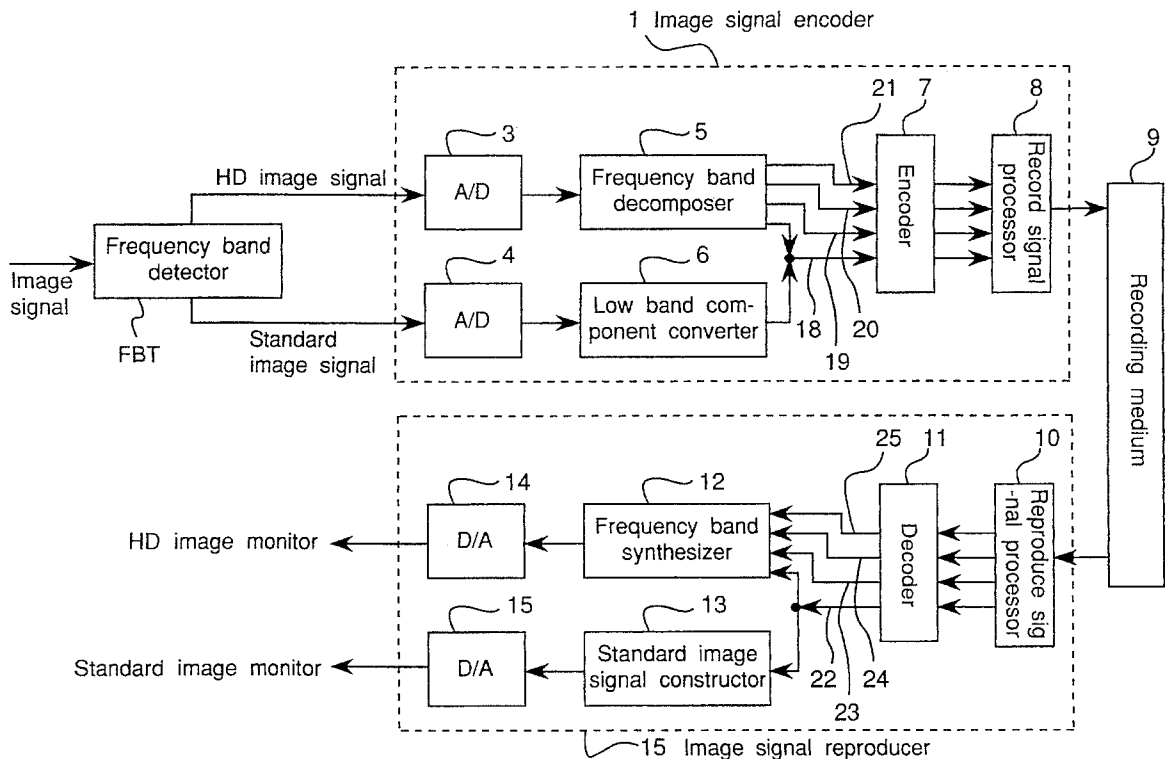 1 Image signal encoder
3
5
21
7
8
9
HD image signal
A/D
Frequency band
decomposer
Encoder
Record signal
processor
Frequency band
detector
Image
signal
FBT
4
6
Standard
image signal
A/D
Low band com-
ponent converter
18
20
19
Recording medium
14
12
25
11
10
HD image monitor
D/A
Frequency band
synthesizer
Decoder
Reproduce sig
-nal processor
15
13
Standard image monitor
D/A
Standard image
signal constructor
22
24
23
15 Image signal reproducer